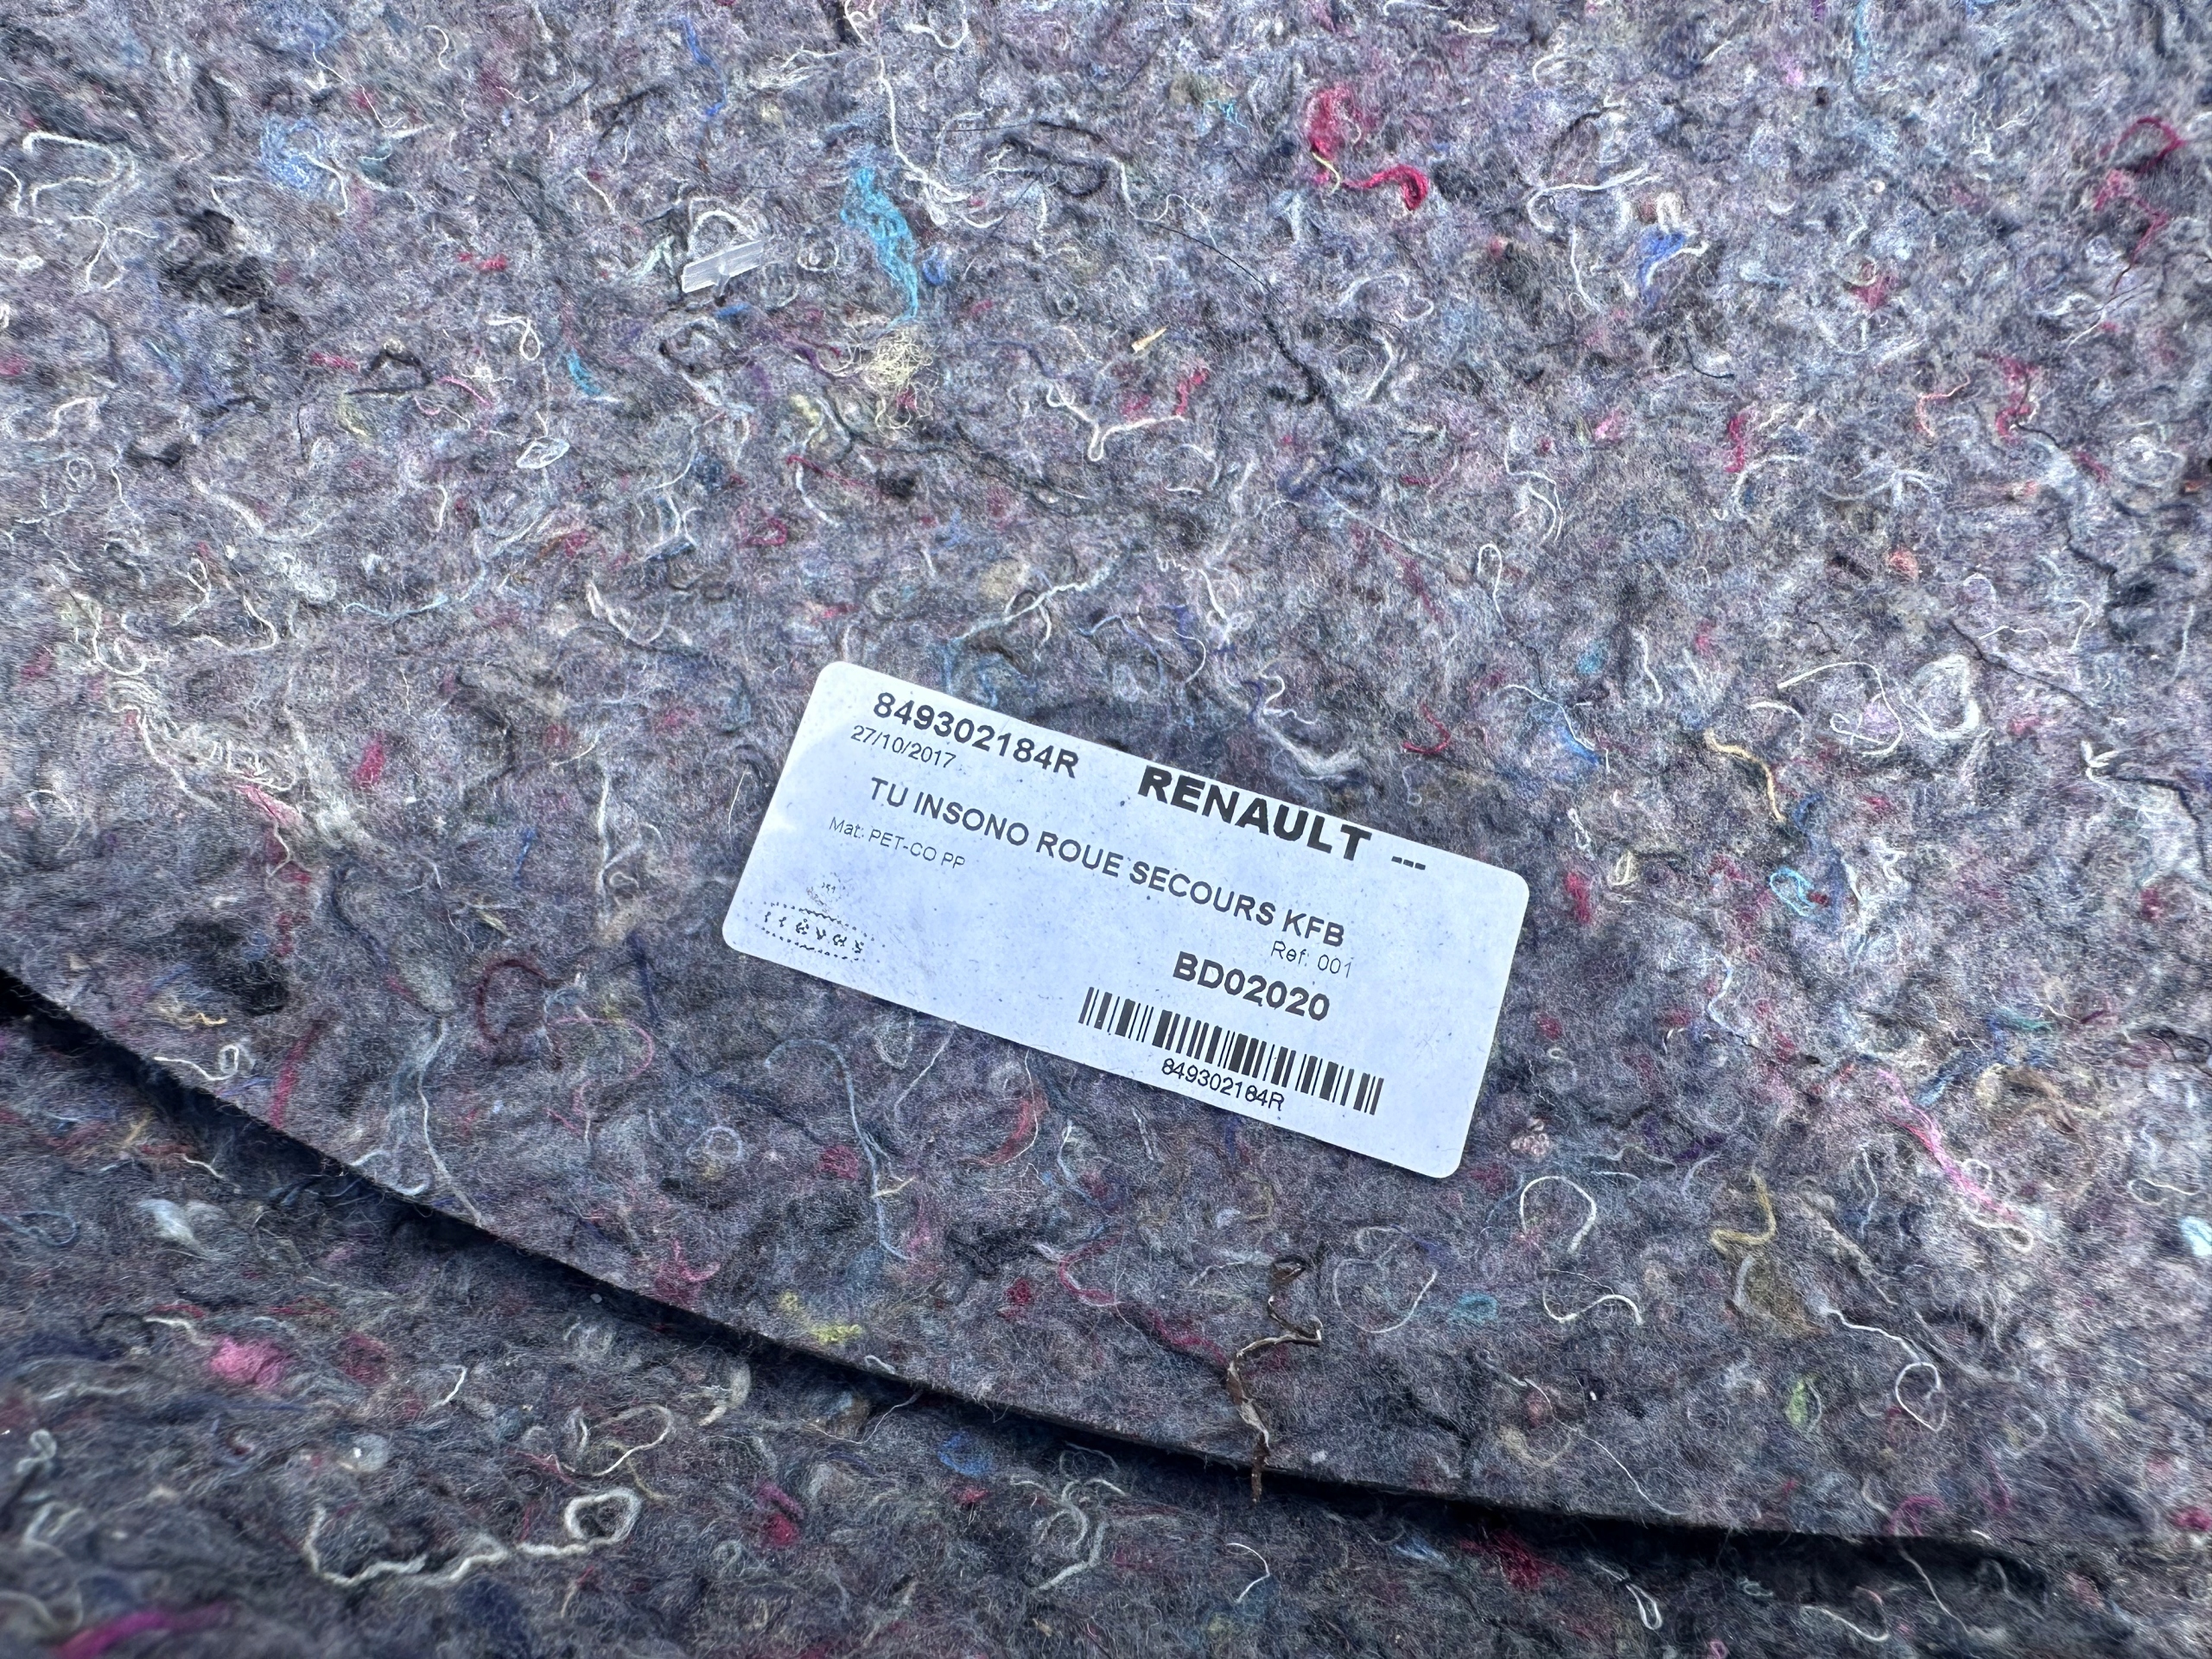 849302184R
RENAULT ---
27/10/2017
TU INSONO ROUE SECOURS KFB
Mat: PET-CO PP
Ref: 001
BD02020
849302184R